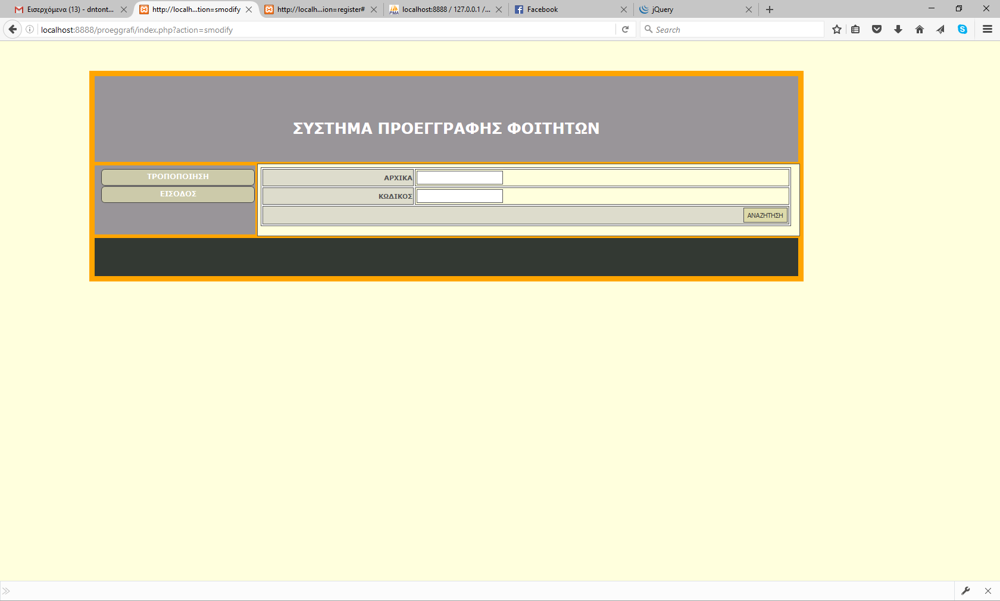 Εισερχόμενα (13) - dntont...
http://localh...tion=smodify
http://localh...ion=register#
localhost:8888 / 127.0.0.1 /...
Facebook
jQuery
localhost:8888/proeggrafi/index.php?action=smodify
Search
ΣΥΣΤΗΜΑ ΠΡΟΕΓΓΡΑΦΗΣ ΦΟΙΤΗΤΩΝ
ΤΡΟΠΟΠΟΙΗΣΗ
ΕΙΣΟΔΟΣ
ΑΡΧΙΚΑ
ΚΩΔΙΚΟΣ
ΑΝΑΖΗΤΗΣΗ